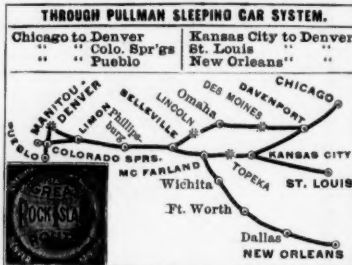 THROUGH PULLMAN SLEEPING CAR SYSTEM.
Chicago to Denver
" " Colo. Spr'gs
" " Pueblo
Kansas City to Denver
St. Louis " "
New Orleans " "
CHICAGO
DAVENPORT
DES MOINES
Omaha
LINCOLN
BELLEVILLE
Phillipsburg
LIMON
DENVER
MANITOU
PUEBLO
COLORADO SPRS.
MC FARLAND
TOPEKA
KANSAS CITY
ST. LOUIS
Wichita
Ft. Worth
Dallas
NEW ORLEANS
GREAT
ROCK ISLAND
ROUTE